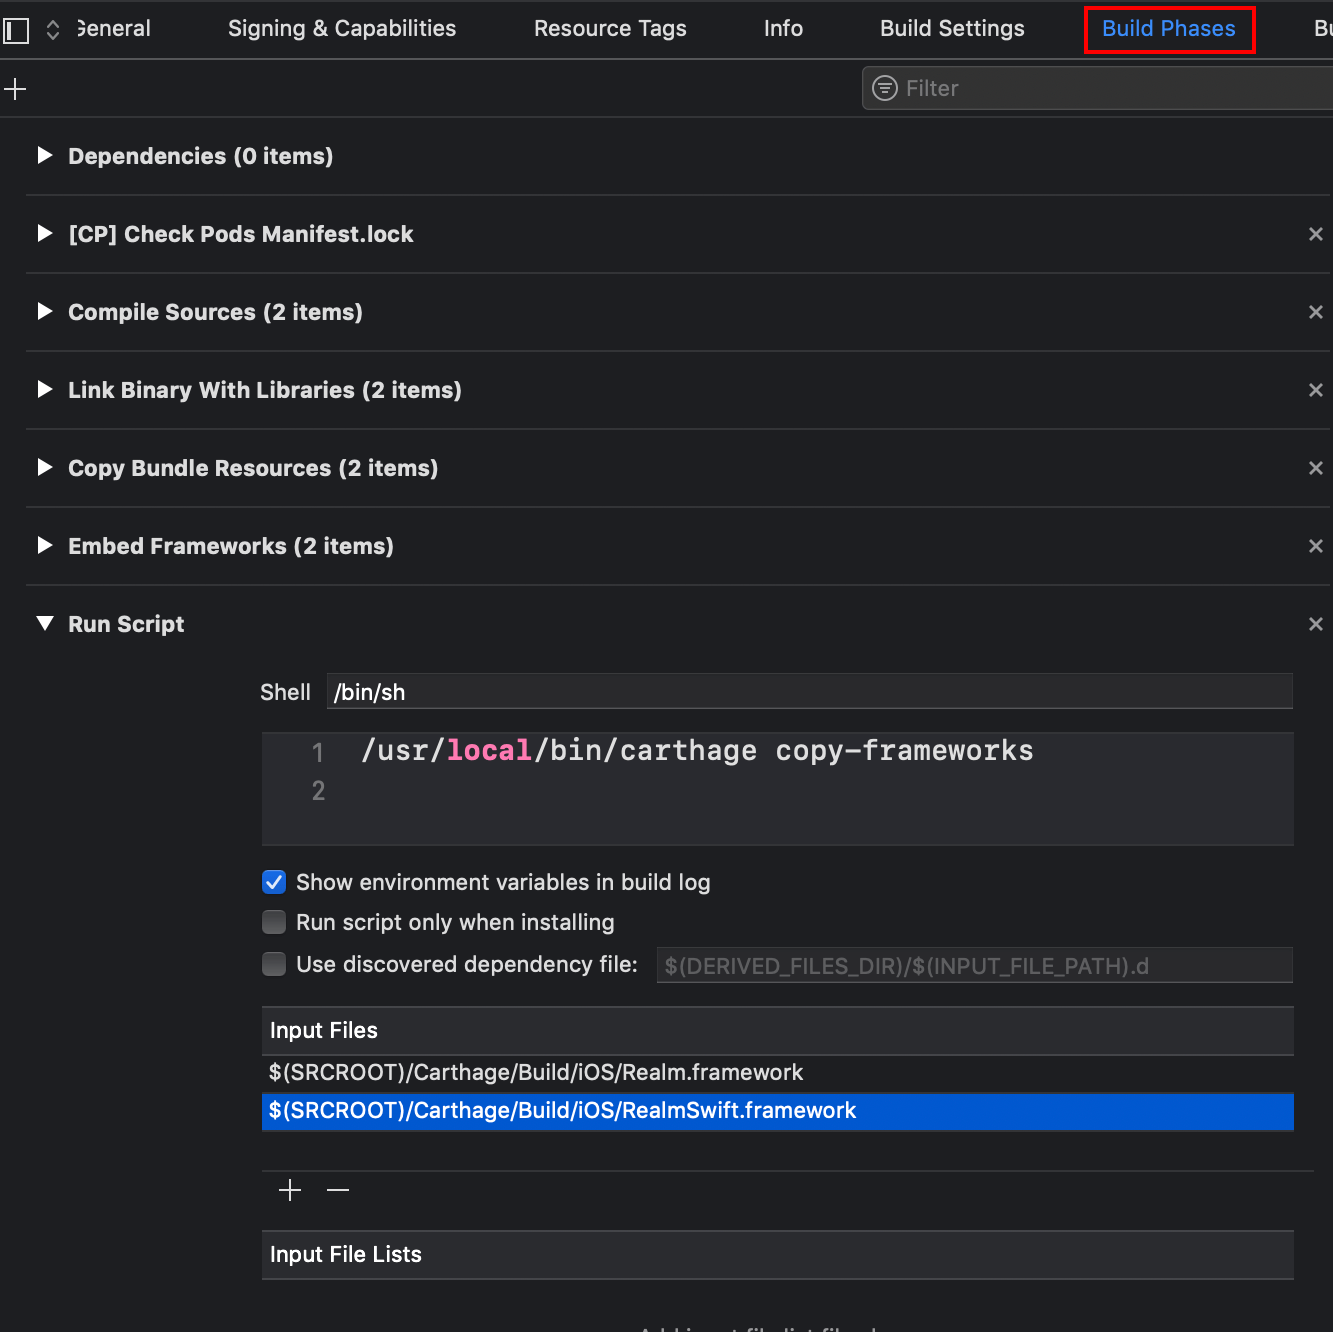 General Signing & Capabilities Resource Tags Info Build Settings Build Phases
Filter
Dependencies (0 items)
[CP] Check Pods Manifest.lock
Compile Sources (2 items)
Link Binary With Libraries (2 items)
Copy Bundle Resources (2 items)
Embed Frameworks (2 items)
Run Script
Shell /bin/sh
1 /usr/local/bin/carthage copy-frameworks
2
Show environment variables in build log
Run script only when installing
Use discovered dependency file: $(DERIVED_FILES_DIR)/$(INPUT_FILE_PATH).d
Input Files
$(SRCROOT)/Carthage/Build/iOS/Realm.framework
$(SRCROOT)/Carthage/Build/iOS/RealmSwift.framework
Input File Lists